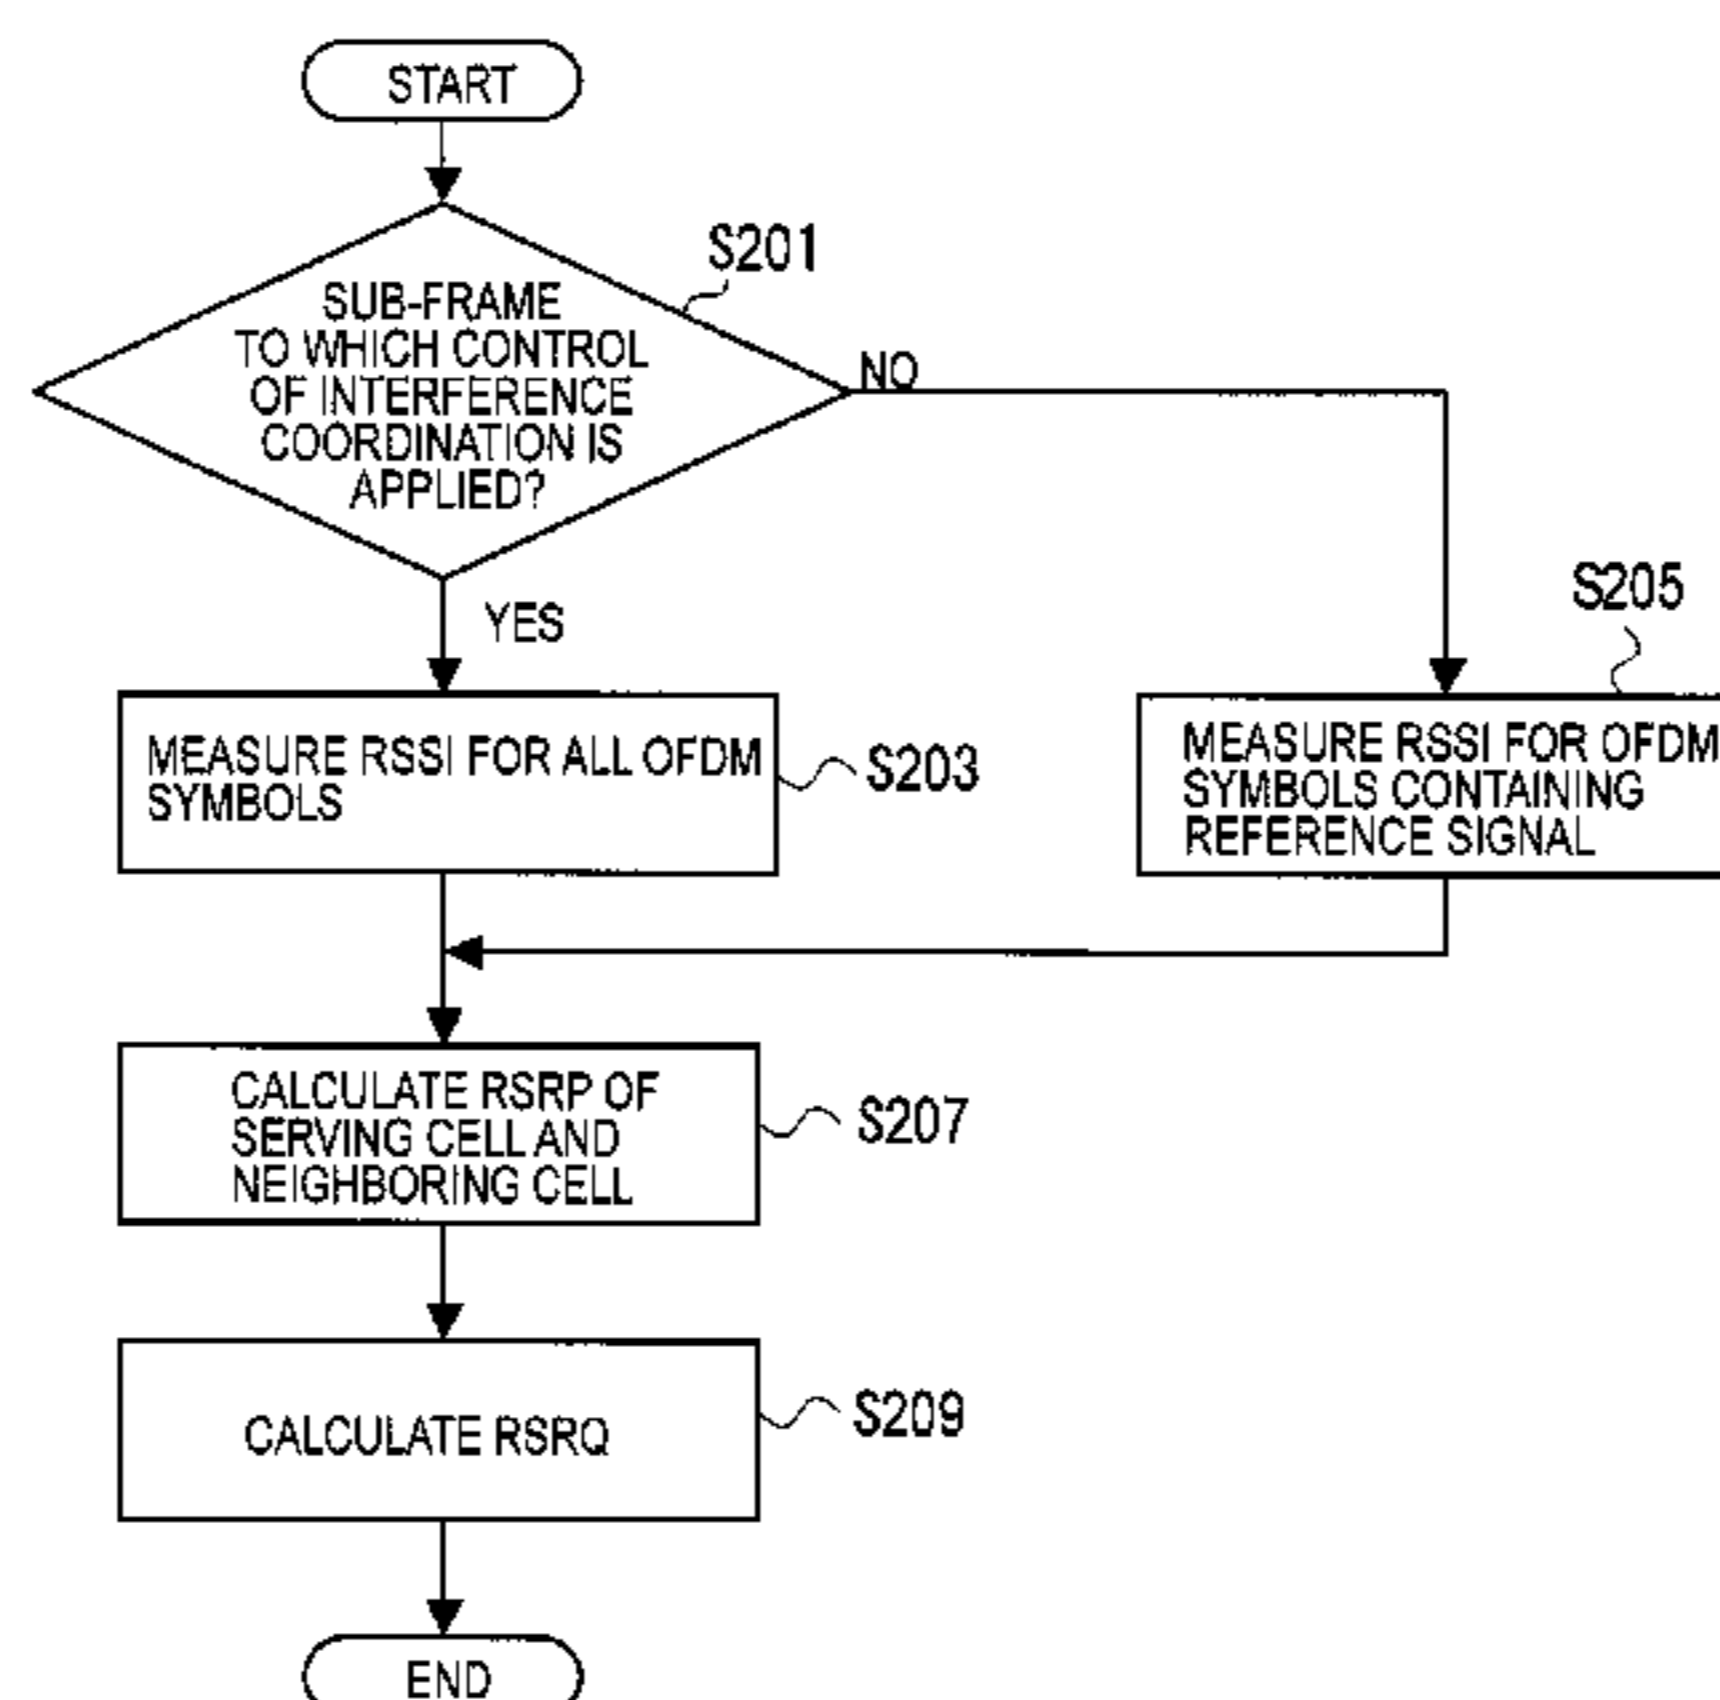 START
S201
SUB-FRAME
TO WHICH CONTROL
OF INTERFERENCE
COORDINATION IS
APPLIED?
NO
YES
S205
MEASURE RSSI FOR ALL OFDM
SYMBOLS
S203
MEASURE RSSI FOR OFDM
SYMBOLS CONTAINING
REFERENCE SIGNAL
CALCULATE RSRP OF
SERVING CELL AND
NEIGHBORING CELL
S207
CALCULATE RSRQ
S209
END